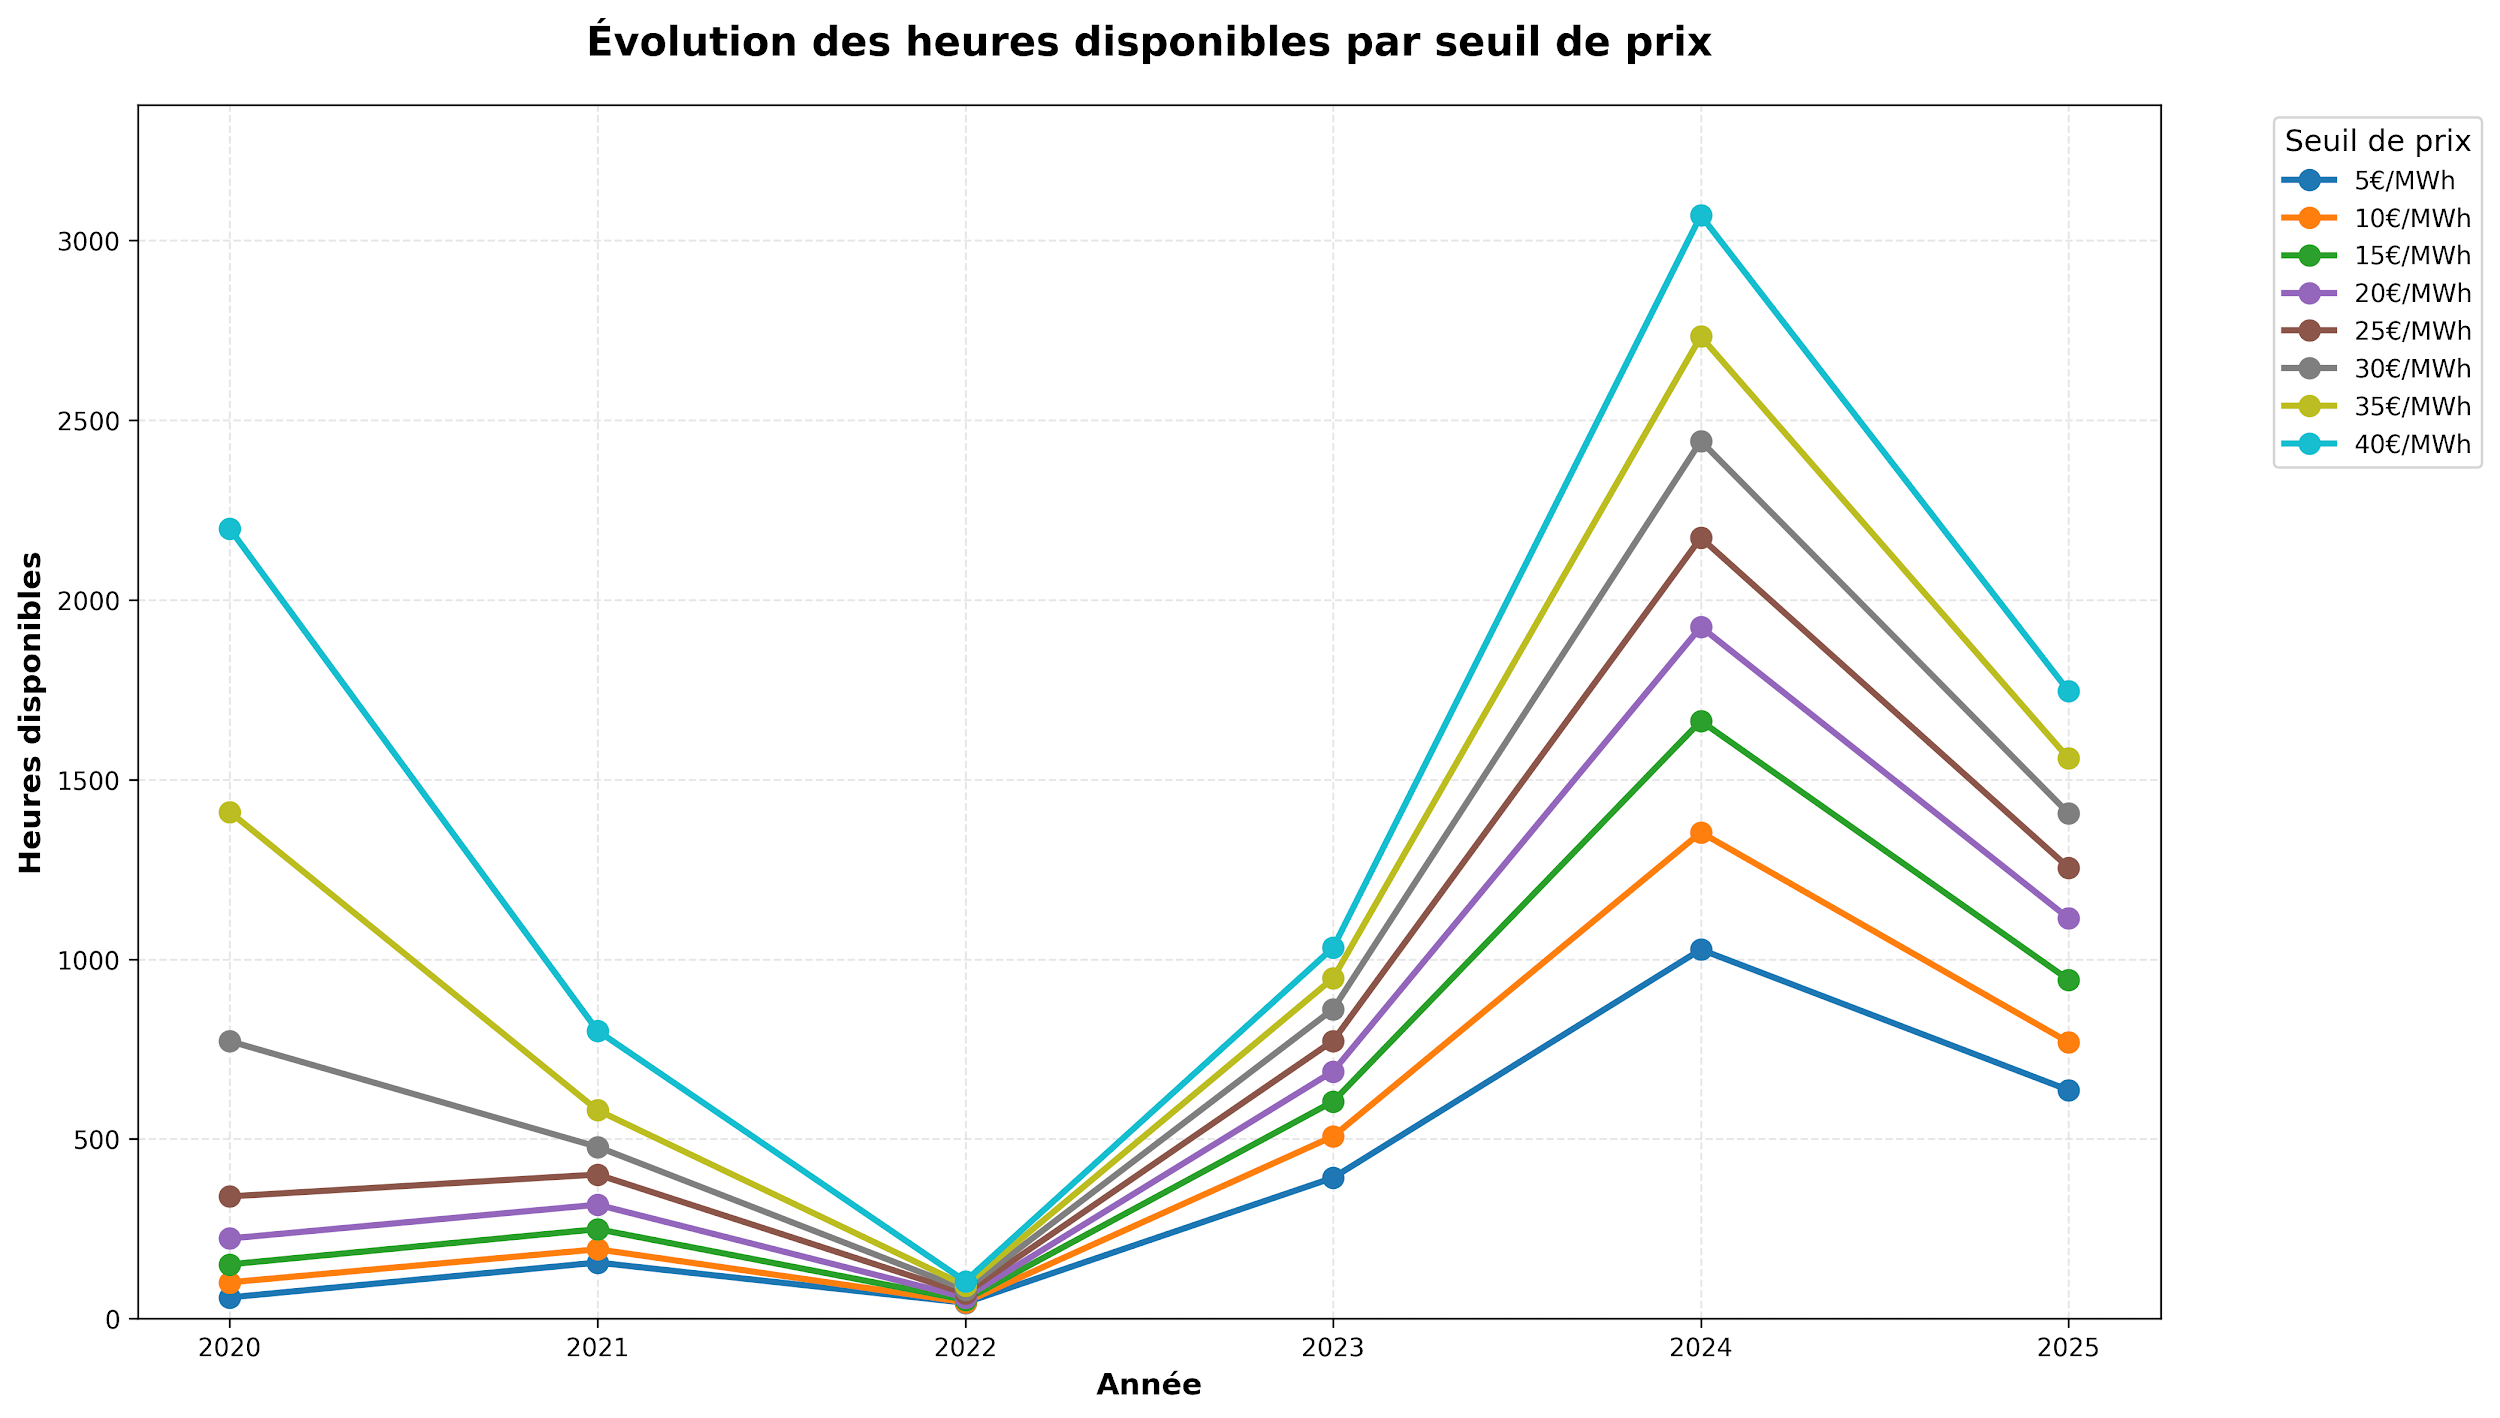 Évolution des heures disponibles par seuil de prix
Heures disponibles
3000
2500
2000
1500
1000
500
0
2020
2021
2022
2023
2024
2025
Année
Seuil de prix
5€/MWh
10€/MWh
15€/MWh
20€/MWh
25€/MWh
30€/MWh
35€/MWh
40€/MWh